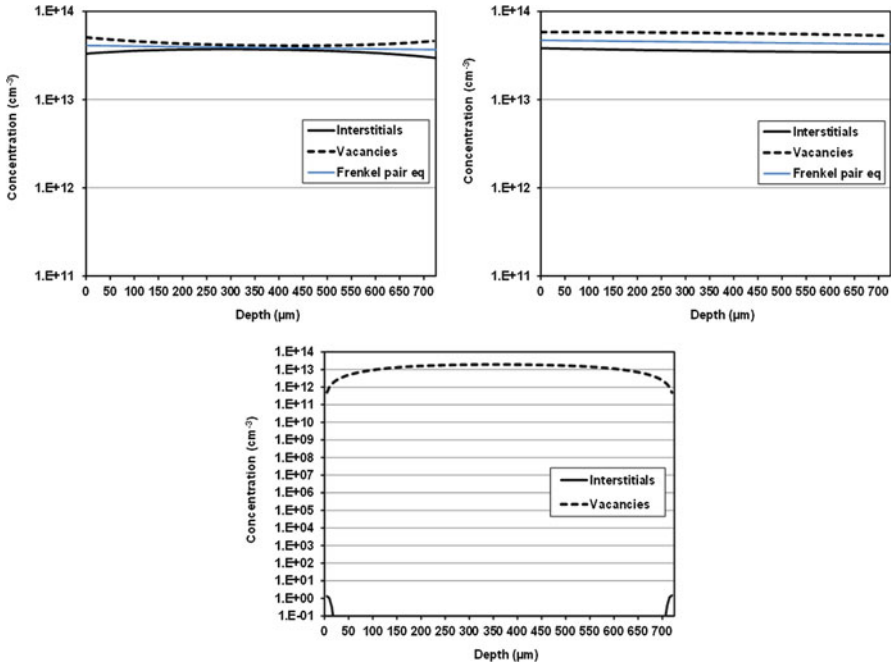 1.E+14
1.E+13
1.E+12
1.E+11
Concentration (cm-3)
Interstitials
Vacancies
Frenkel pair eq
0 50 100 150 200 250 300 350 400 450 500 550 600 650 700
Depth (µm)
1.E+14
1.E+13
1.E+12
1.E+11
Concentration (cm-3)
Interstitials
Vacancies
Frenkel pair eq
0 50 100 150 200 250 300 350 400 450 500 550 600 650 700
Depth (µm)
1.E+14
1.E+13
1.E+12
1.E+11
1.E+10
1.E+09
1.E+08
1.E+07
1.E+06
1.E+05
1.E+04
1.E+03
1.E+02
1.E+01
1.E+00
1.E-01
Concentration (cm-3)
Interstitials
Vacancies
0 50 100 150 200 250 300 350 400 450 500 550 600 650 700
Depth (µm)